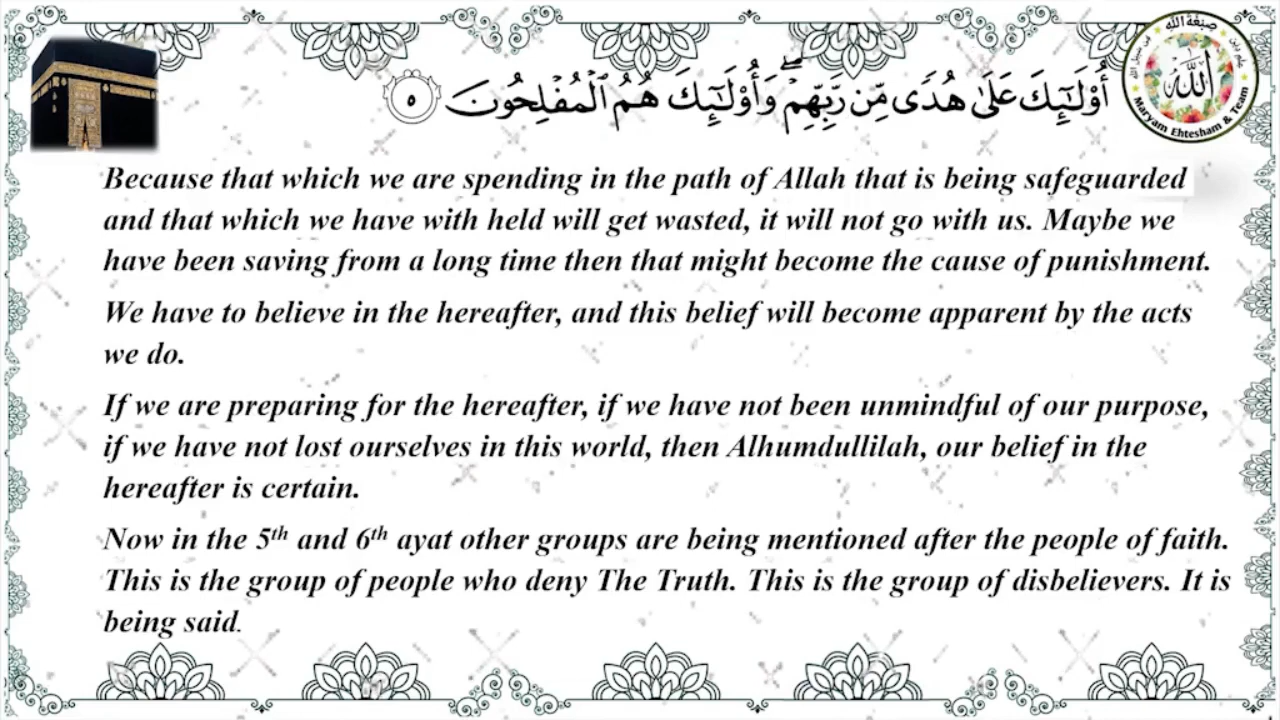 أُو۟لَـٰٓئِكَ عَلَىٰ هُدًى مِّن رَّبِّهِمْ ۖ وَأُو۟لَـٰٓئِكَ هُمُ ٱلْمُفْلِحُونَ ٥
صبغة الله
الله
Maryam Ehtesham & Team
Because that which we are spending in the path of Allah that is being safeguarded
and that which we have with held will get wasted, it will not go with us. Maybe we
have been saving from a long time then that might become the cause of punishment.
We have to believe in the hereafter, and this belief will become apparent by the acts
we do.
If we are preparing for the hereafter, if we have not been unmindful of our purpose,
if we have not lost ourselves in this world, then Alhumdullilah, our belief in the
hereafter is certain.
Now in the 5th and 6th ayat other groups are being mentioned after the people of faith.
This is the group of people who deny The Truth. This is the group of disbelievers. It is
being said.